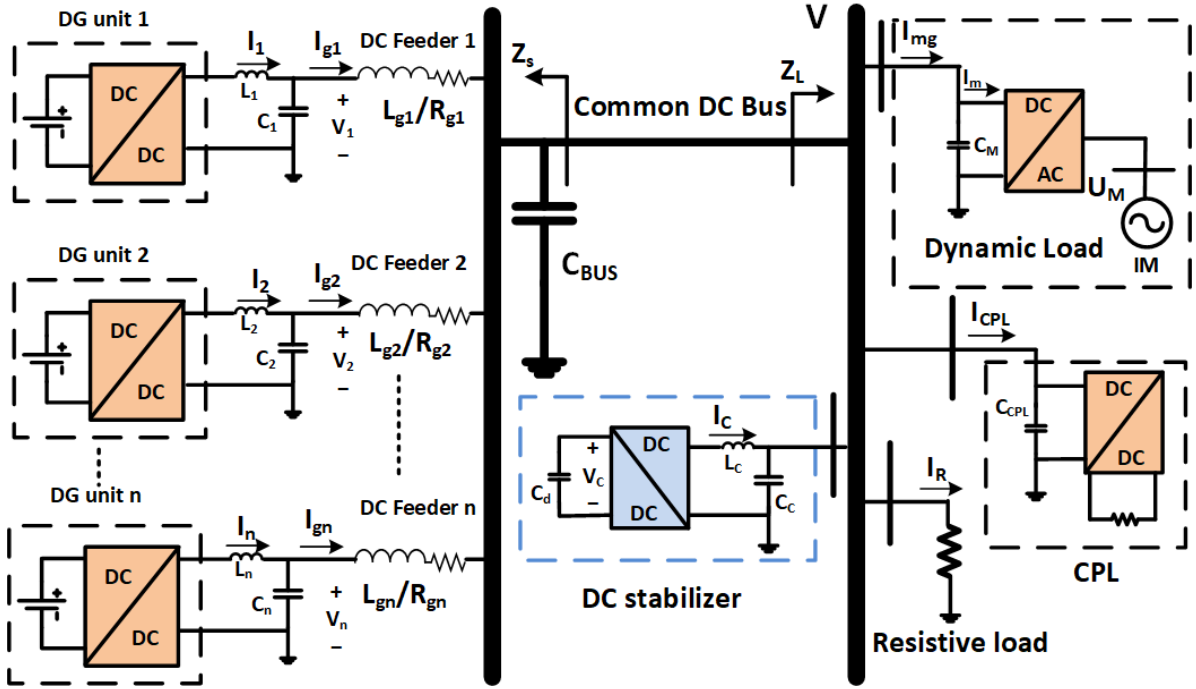 DG unit 1
DC
DC
I1
L1
C1
Ig1
+
V1
−
DC Feeder 1
Lg1/Rg1
DG unit 2
DC
DC
I2
L2
C2
Ig2
+
V2
−
DC Feeder 2
Lg2/Rg2
DG unit n
DC
DC
In
Ln
Cn
Ign
+
Vn
−
DC Feeder n
Lgn/Rgn
Zs
ZL
V
Common DC Bus
CBUS
Cd
+
VC
−
DC
DC
IC
LC
CC
DC stabilizer
Img
Im
CM
DC
AC
UM
IM
Dynamic Load
ICPL
CCPL
DC
DC
CPL
IR
Resistive load